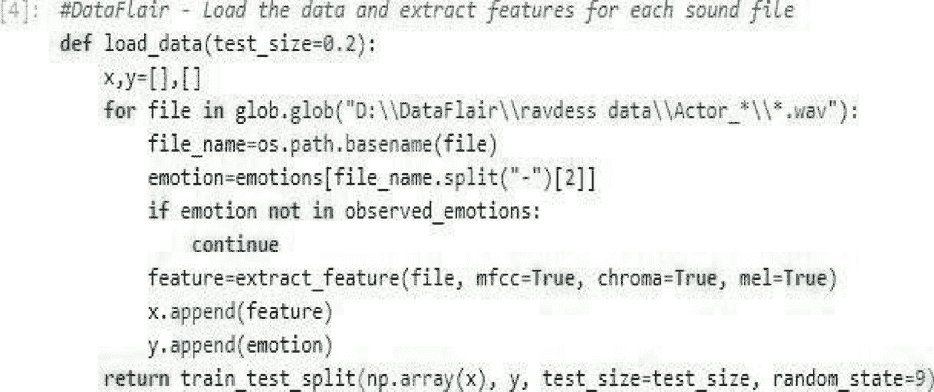 [4]: #DataFlair - Load the data and extract features for each sound file
def load_data(test_size=0.2):
x,y=[],[]
for file in glob.glob("D:\\DataFlair\\ravdess data\\Actor_*\\*.wav"):
file_name=os.path.basename(file)
emotion=emotions[file_name.split("-")[2]]
if emotion not in observed_emotions:
continue
feature=extract_feature(file, mfcc=True, chroma=True, mel=True)
x.append(feature)
y.append(emotion)
return train_test_split(np.array(x), y, test_size=test_size, random_state=9)